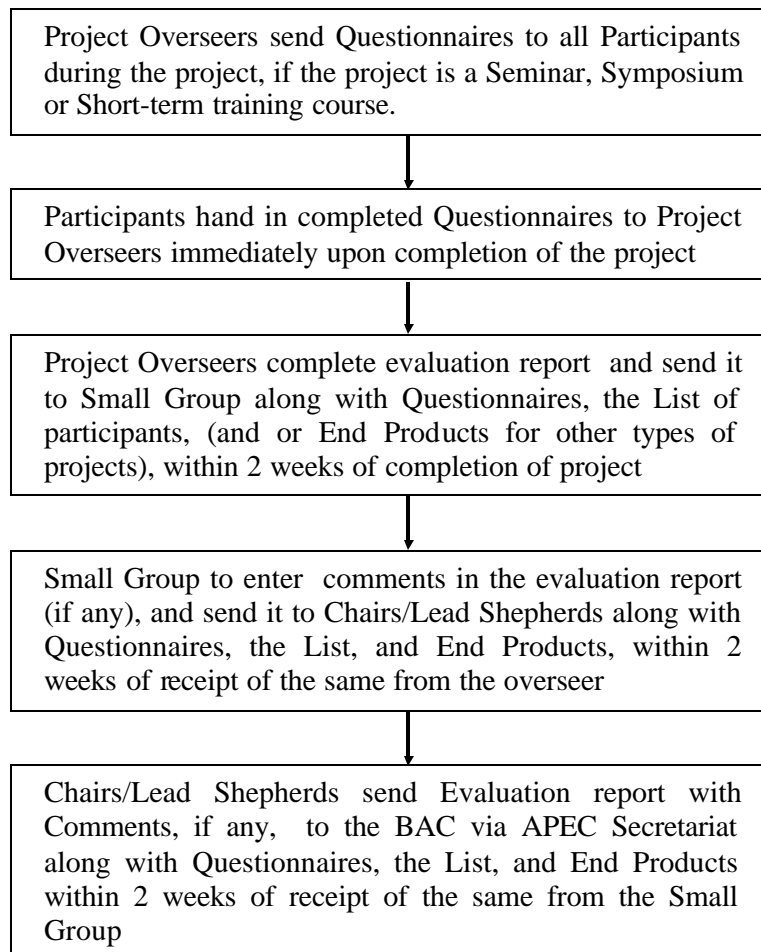 Project Overseers send Questionnaires to all Participants
during the project, if the project is a Seminar, Symposium
or Short-term training course.
Participants hand in completed Questionnaires to Project
Overseers immediately upon completion of the project
Project Overseers complete evaluation report and send it
to Small Group along with Questionnaires, the List of
participants, (and or End Products for other types of
projects), within 2 weeks of completion of project
Small Group to enter comments in the evaluation report
(if any), and send it to Chairs/Lead Shepherds along with
Questionnaires, the List, and End Products, within 2
weeks of receipt of the same from the overseer
Chairs/Lead Shepherds send Evaluation report with
Comments, if any, to the BAC via APEC Secretariat
along with Questionnaires, the List, and End Products
within 2 weeks of receipt of the same from the Small
Group